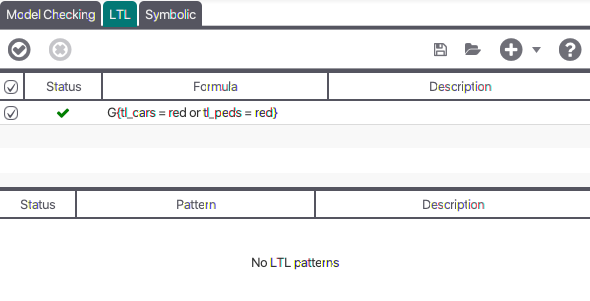 Model Checking LTL Symbolic
Status Formula Description
G{tl_cars = red or tl_peds = red}
Status Pattern Description
No LTL patterns